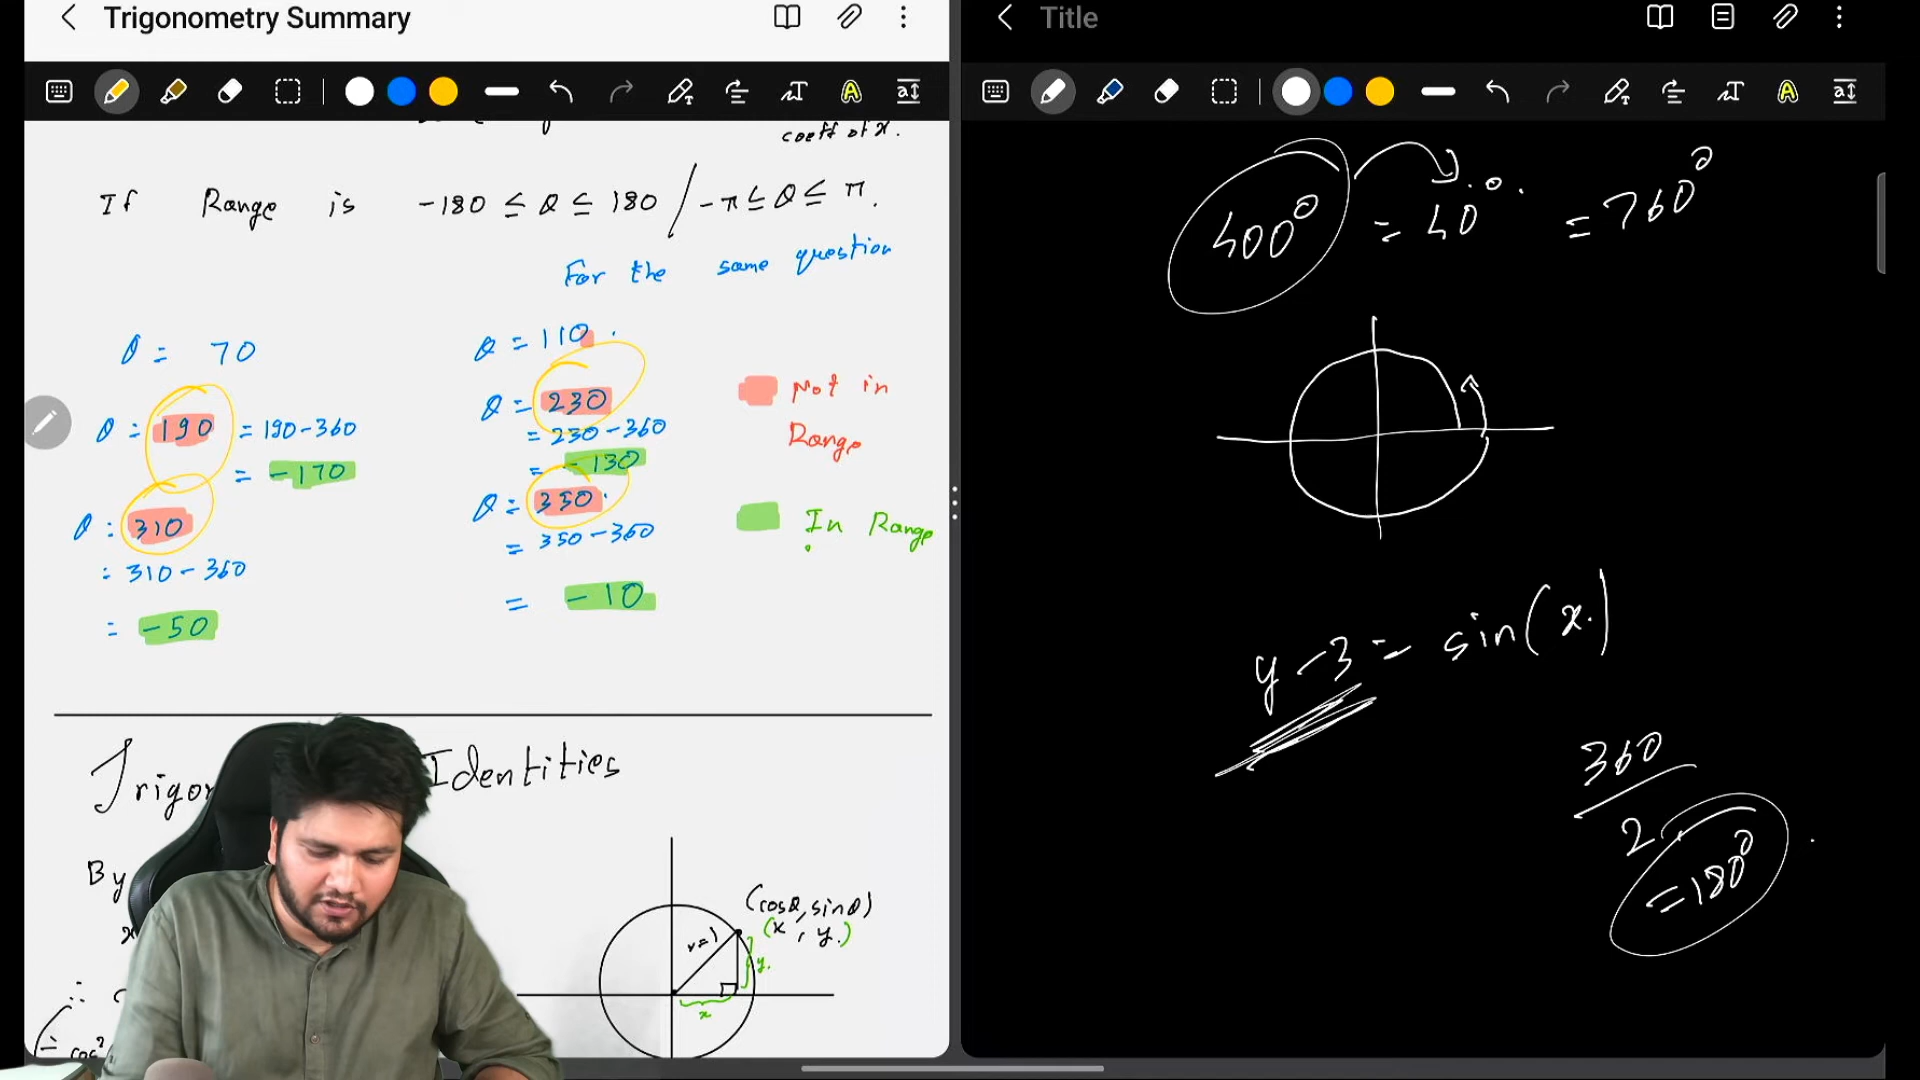 Trigonometry Summary
coeff of x.
If Range is -180 ≤ θ ≤ 180 / -π ≤ θ ≤ π.
For the same question
θ = 70
θ = 190 = 190-360
= -170
θ = 310
= 310 - 360
= -50
θ = 110
θ = 230
= 230 - 360
= -130
θ = 350
= 350 - 360
= -10
Not in
Range
In Range
Identities
By
x
∴ c
= cos²
(cosθ, sinθ)
(x, y.)
r=1
y.
x
Title
400° = 40° = 760°
y - 3 = sin(x.)
360
2
= 180°